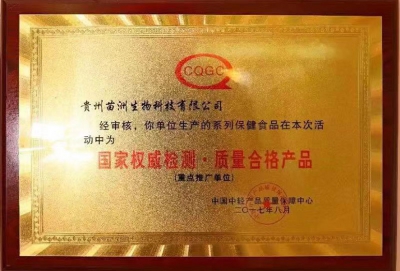 CQGC
贵州苗洲生物科技有限公司
经审核，你单位生产的系列保健食品在本次活
动中为
国家权威检测·质量合格产品
（重点推广单位）
中国中轻产品质量保障中心
二〇一七年八月